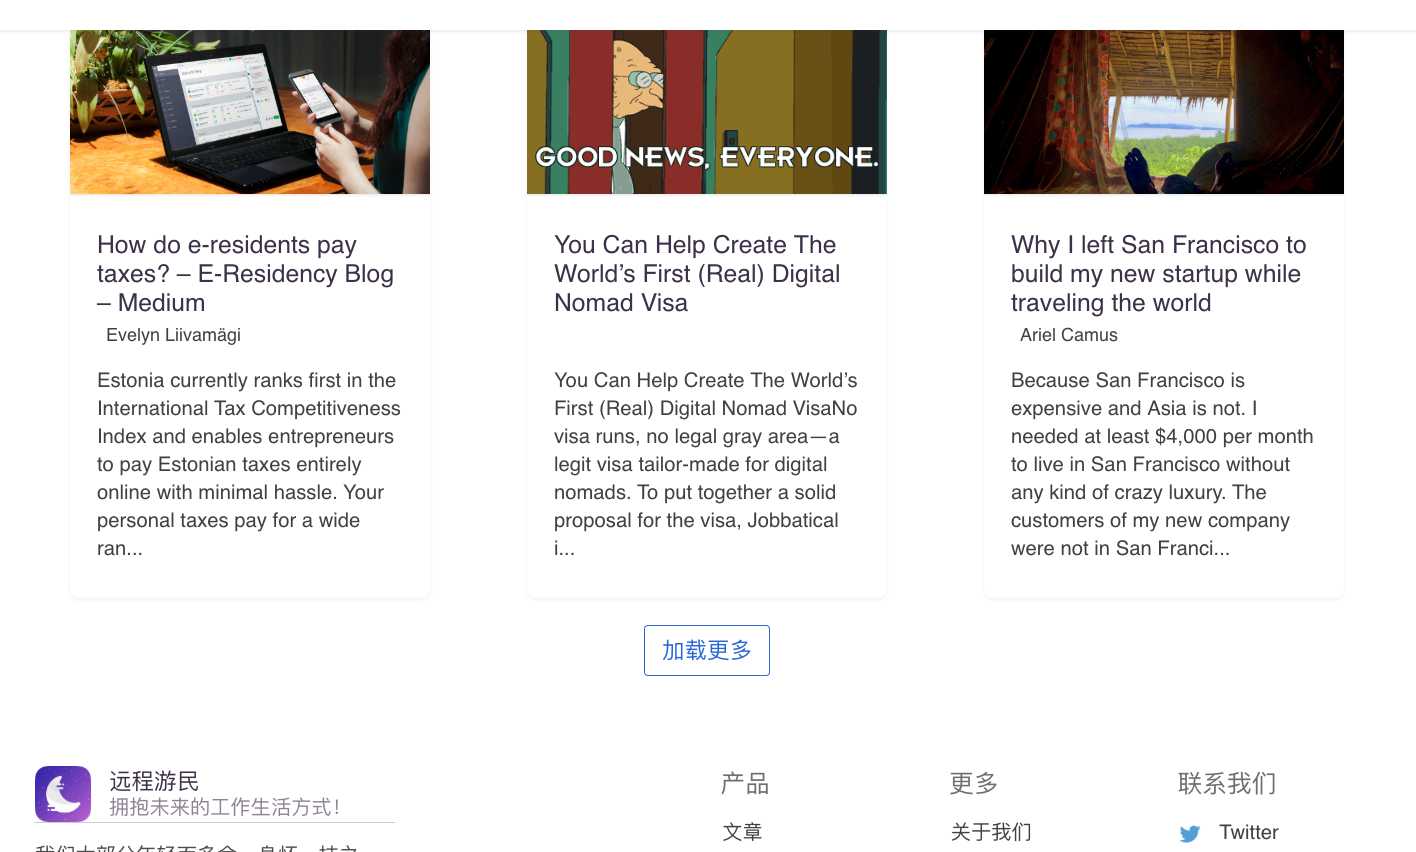 GOOD NEWS, EVERYONE.
How do e-residents pay
taxes? – E-Residency Blog
– Medium
Evelyn Liivamägi
Estonia currently ranks first in the
International Tax Competitiveness
Index and enables entrepreneurs
to pay Estonian taxes entirely
online with minimal hassle. Your
personal taxes pay for a wide
ran...
You Can Help Create The
World’s First (Real) Digital
Nomad Visa
You Can Help Create The World’s
First (Real) Digital Nomad VisaNo
visa runs, no legal gray area—a
legit visa tailor-made for digital
nomads. To put together a solid
proposal for the visa, Jobbatical
i...
Why I left San Francisco to
build my new startup while
traveling the world
Ariel Camus
Because San Francisco is
expensive and Asia is not. I
needed at least $4,000 per month
to live in San Francisco without
any kind of crazy luxury. The
customers of my new company
were not in San Franci...
加载更多
远程游民
拥抱未来的工作生活方式!
产品
文章
更多
关于我们
联系我们
Twitter